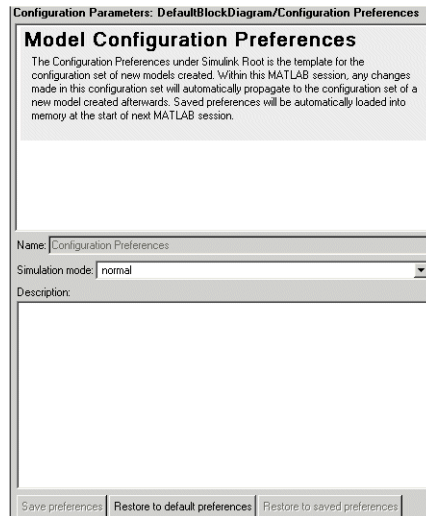 Configuration Parameters: DefaultBlockDiagram/Configuration Preferences
Model Configuration Preferences
The Configuration Preferences under Simulink Root is the template for the
configuration set of new models created. Within this MATLAB session, any changes
made in this configuration set will automatically propagate to the configuration set of a
new model created afterwards. Saved preferences will be automatically loaded into
memory at the start of next MATLAB session.
Name: Configuration Preferences
Simulation mode: normal
Description:
Save preferences Restore to default preferences Restore to saved preferences